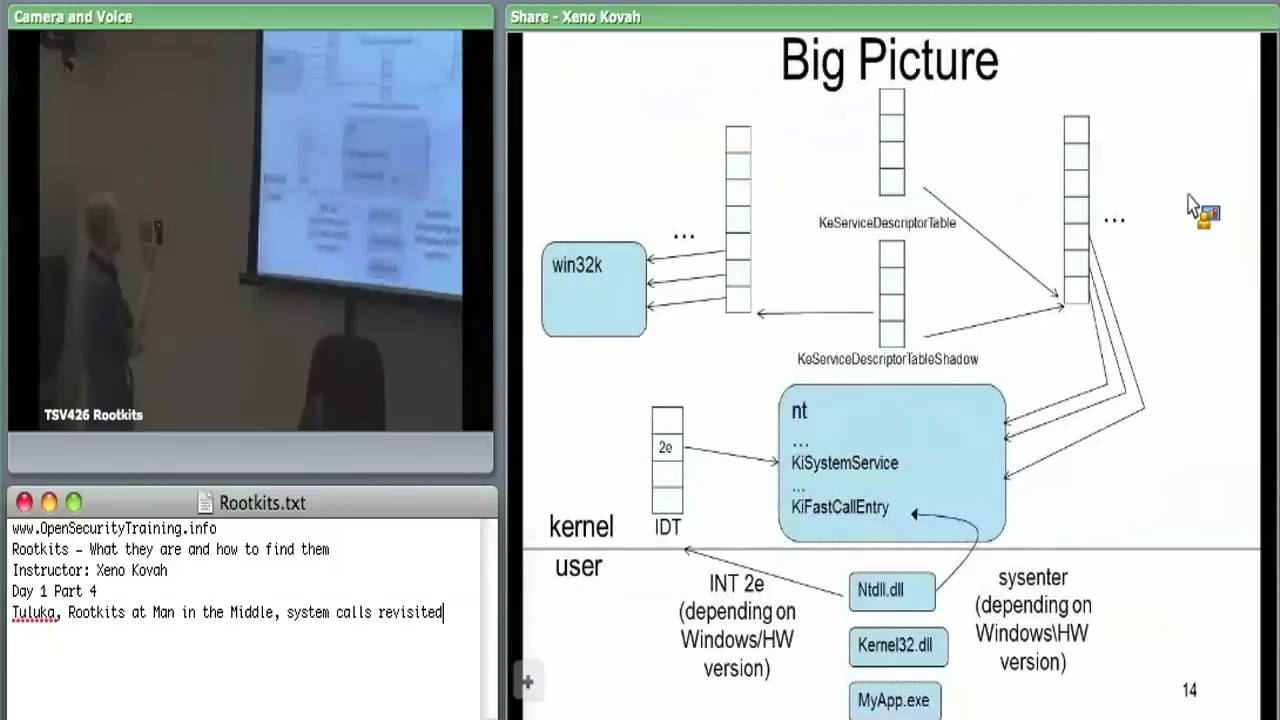 Camera and Voice
TSV426 Rootkits
Rootkits.txt
www.OpenSecurityTraining.info
Rootkits – What they are and how to find them
Instructor: Xeno Kovah
Day 1 Part 4
Tuluka, Rootkits at Man in the Middle, system calls revisited
Share - Xeno Kovah
Big Picture
KeServiceDescriptorTable
...
...
win32k
KeServiceDescriptorTableShadow
nt
...
KiSystemService
...
KiFastCallEntry
2e
IDT
kernel
user
INT 2e
(depending on
Windows/HW
version)
Ntdll.dll
Kernel32.dll
MyApp.exe
sysenter
(depending on
Windows\HW
version)
14